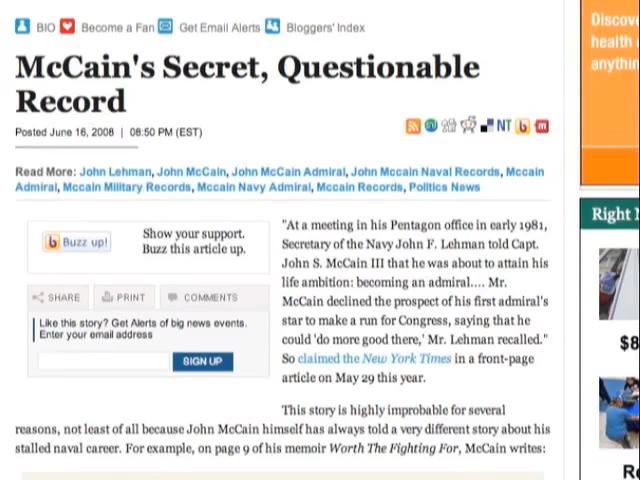 BIO Become a Fan Get Email Alerts Bloggers' Index
McCain's Secret, Questionable
Record
Posted June 16, 2008 | 08:50 PM (EST)
NT b
Read More: John Lehman, John McCain, John McCain Admiral, John Mccain Naval Records, Mccain
Admiral, Mccain Military Records, Mccain Navy Admiral, Mccain Records, Politics News
b Buzz up!
Show your support.
Buzz this article up.
SHARE PRINT COMMENTS
Like this story? Get Alerts of big news events.
Enter your email address
SIGN UP
"At a meeting in his Pentagon office in early 1981,
Secretary of the Navy John F. Lehman told Capt.
John S. McCain III that he was about to attain his
life ambition: becoming an admiral.... Mr.
McCain declined the prospect of his first admiral's
star to make a run for Congress, saying that he
could 'do more good there,' Mr. Lehman recalled."
So claimed the New York Times in a front-page
article on May 29 this year.
This story is highly improbable for several
reasons, not least of all because John McCain himself has always told a very different story about his
stalled naval career. For example, on page 9 of his memoir Worth The Fighting For, McCain writes:
Discov
health
anythin
Right N
$8
R